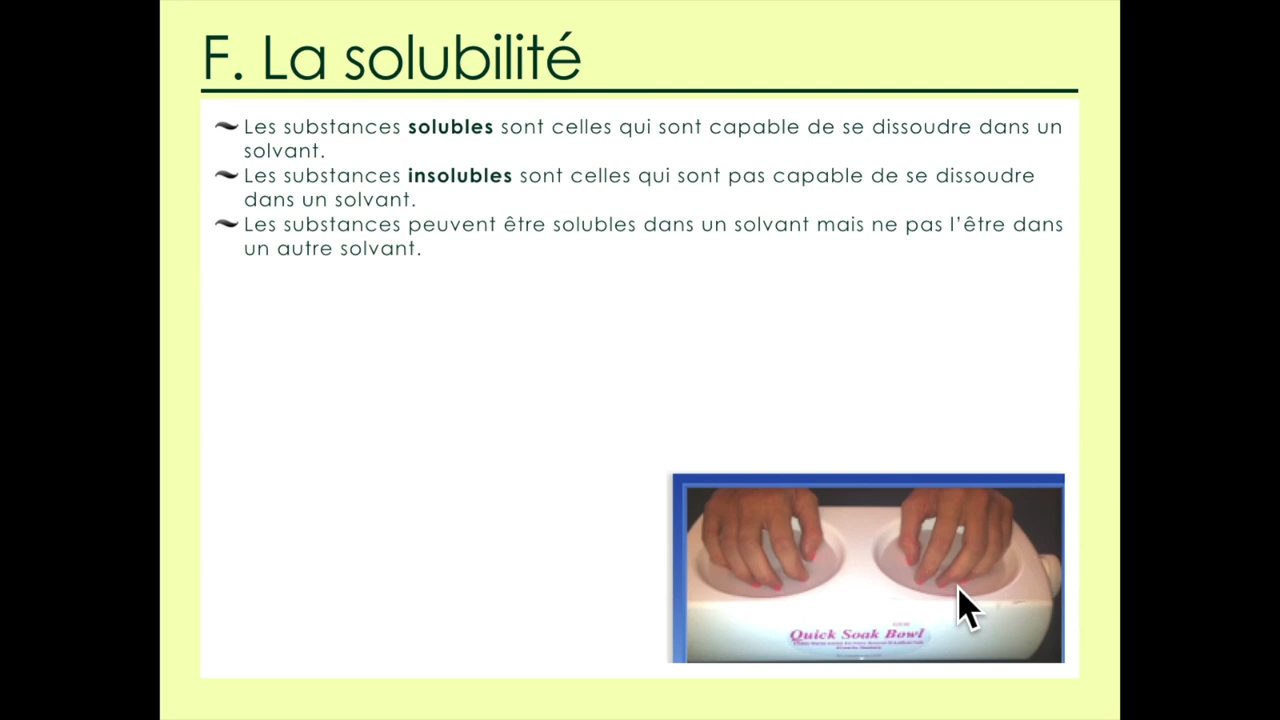 F. La solubilité
Les substances solubles sont celles qui sont capable de se dissoudre dans un
solvant.
Les substances insolubles sont celles qui sont pas capable de se dissoudre
dans un solvant.
Les substances peuvent être solubles dans un solvant mais ne pas l’être dans
un autre solvant.
Quick Soak Bowl